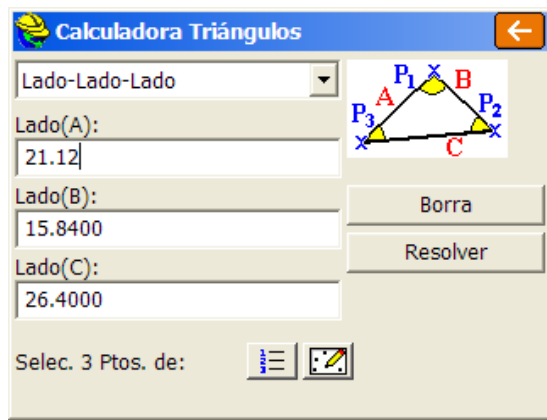 Calculadora Triángulos
Lado-Lado-Lado
P1 B
A
P2
P3
C
Lado(A):
21.12
Lado(B):
15.8400
Borra
Resolver
Lado(C):
26.4000
Selec. 3 Ptos. de: